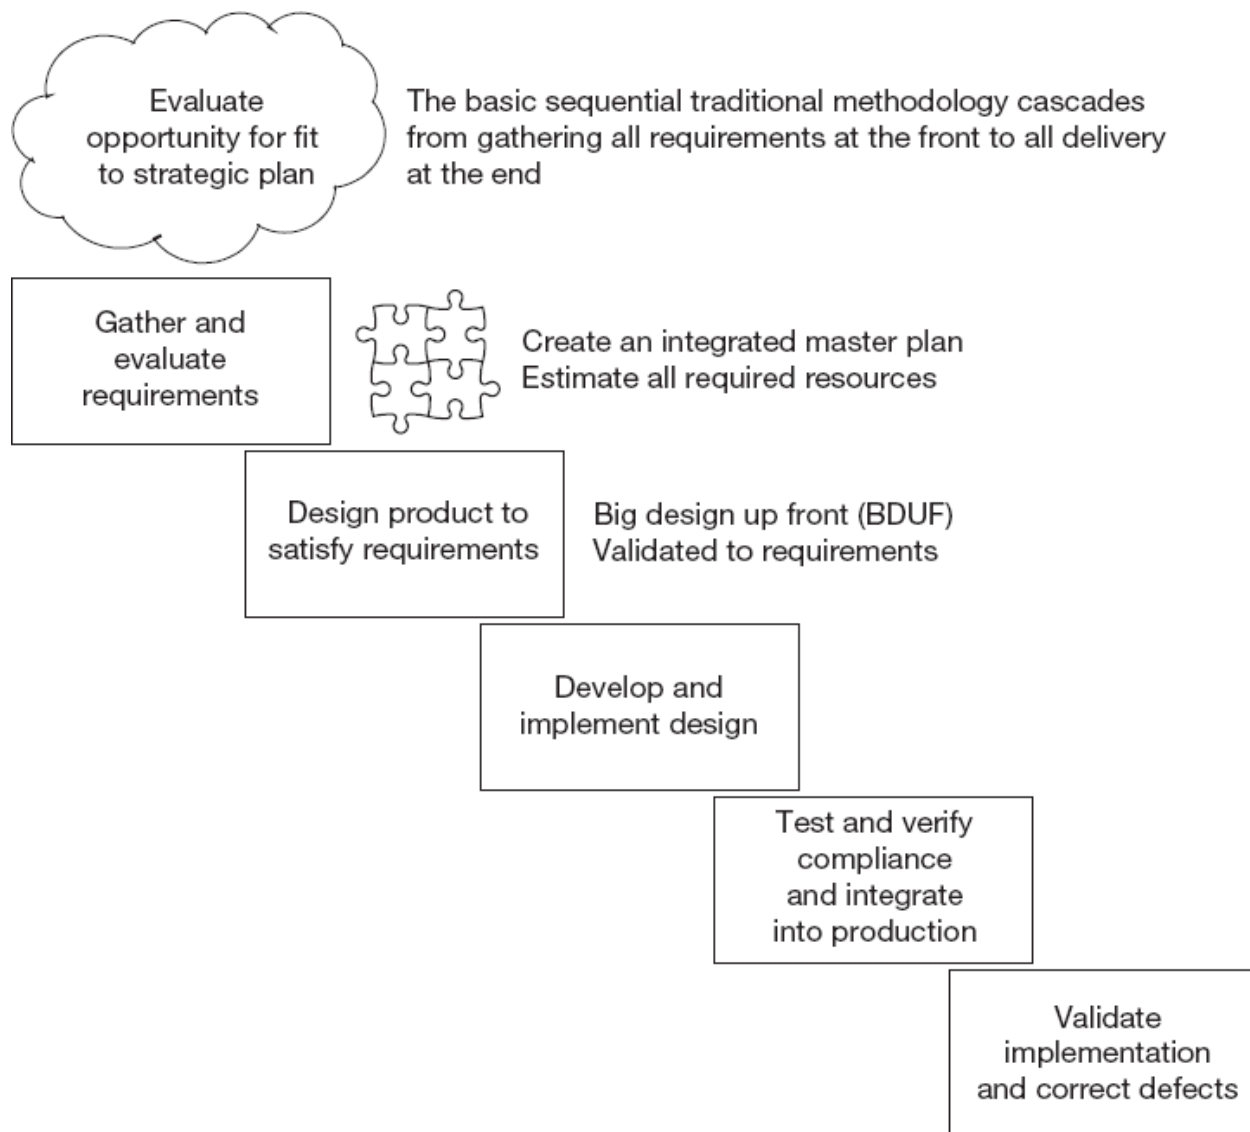 Evaluate
opportunity for fit
to strategic plan
The basic sequential traditional methodology cascades
from gathering all requirements at the front to all delivery
at the end
Gather and
evaluate
requirements
Create an integrated master plan
Estimate all required resources
Design product to
satisfy requirements
Big design up front (BDUF)
Validated to requirements
Develop and
implement design
Test and verify
compliance
and integrate
into production
Validate
implementation
and correct defects